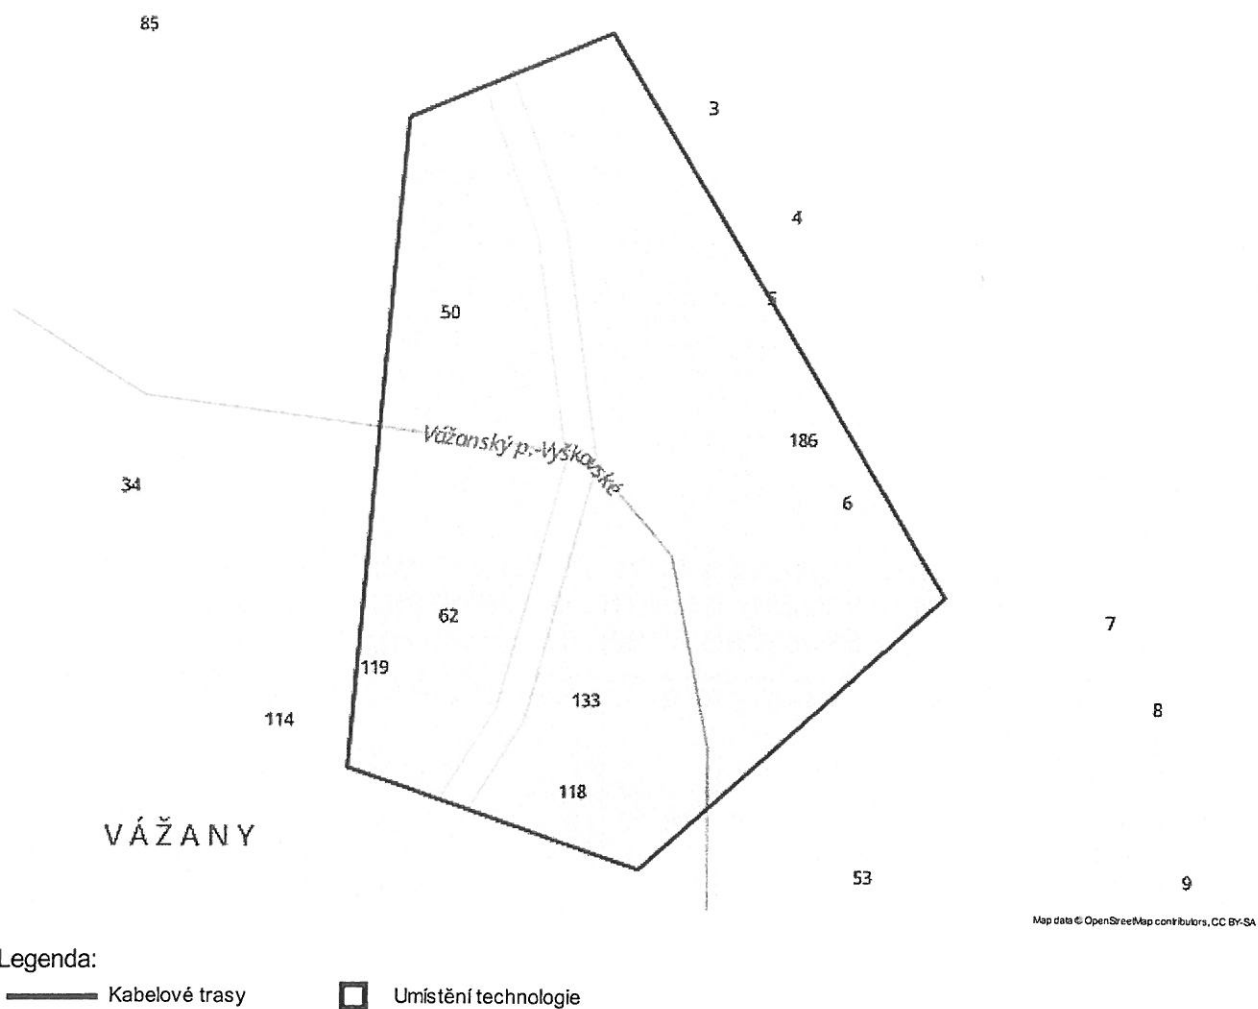 85
3
4
5
50
Vážanský p.-Vyškovské
186
34
6
62
7
119
133
8
114
118
VÁŽANY
53
9
Map data © OpenStreetMap contributors, CC BY-SA
Legenda:
Kabelové trasy
Umístění technologie